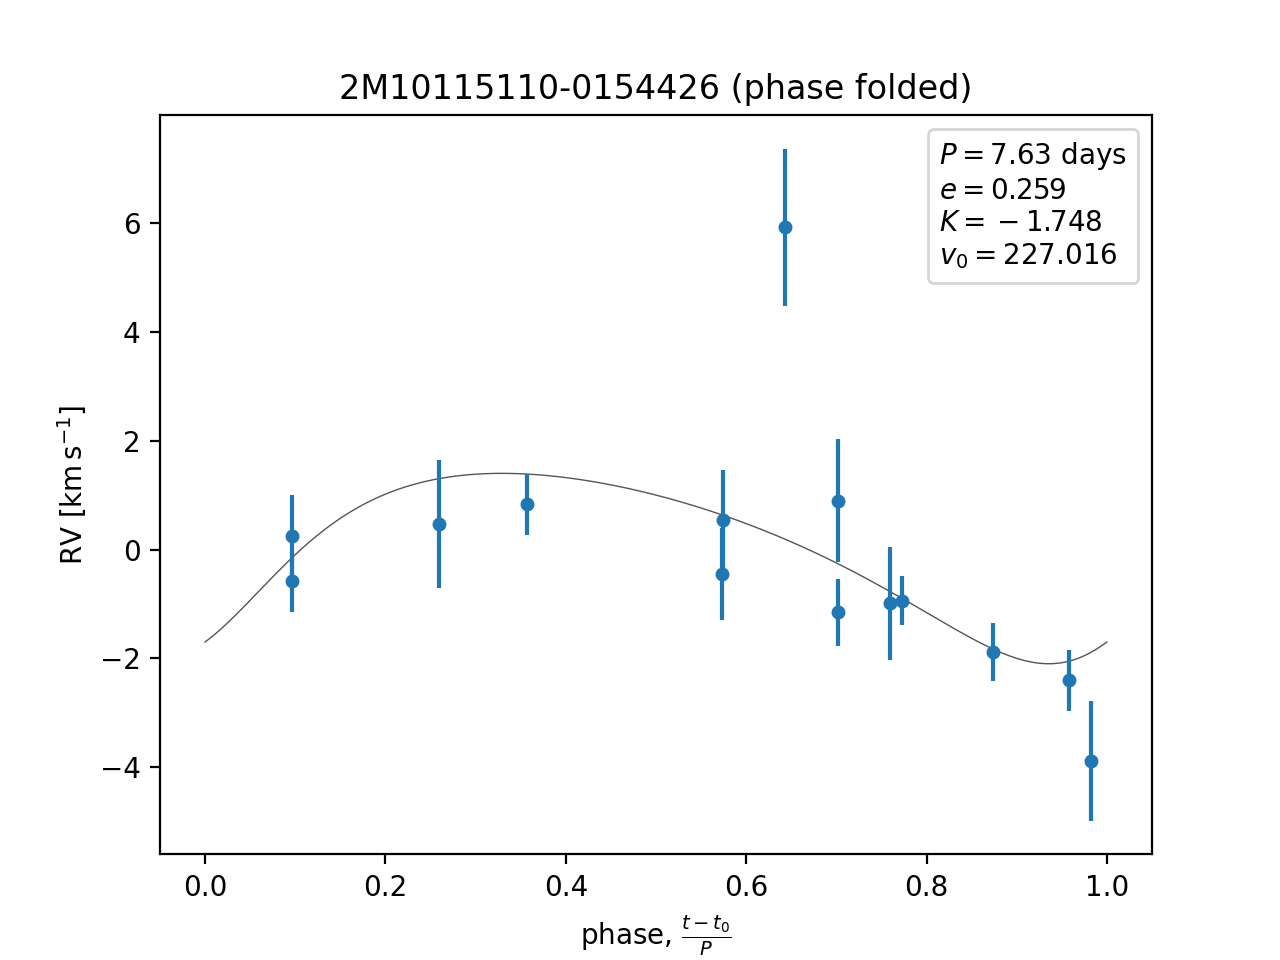 2M10115110-0154426 (phase folded)
P = 7.63 days
e = 0.259
K = −1.748
v₀ = 227.016
RV [km s⁻¹]
6
4
2
0
−2
−4
0.0 0.2 0.4 0.6 0.8 1.0
phase, (t − t₀)/P